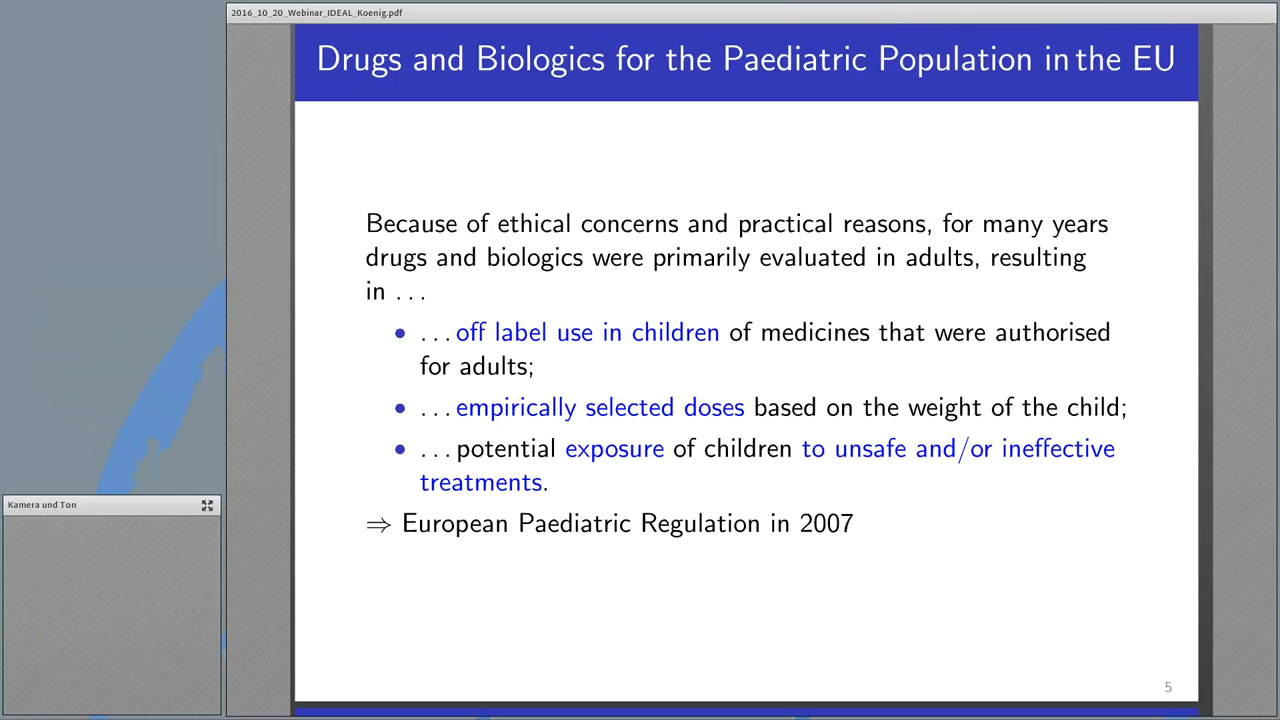 2016_10_20_Webinar_IDEAL_Koenig.pdf
Drugs and Biologics for the Paediatric Population in the EU
Because of ethical concerns and practical reasons, for many years
drugs and biologics were primarily evaluated in adults, resulting
in ...
• ... off label use in children of medicines that were authorised
for adults;
• ... empirically selected doses based on the weight of the child;
• ... potential exposure of children to unsafe and/or ineffective
treatments.
⇒ European Paediatric Regulation in 2007
5
Kamera und Ton